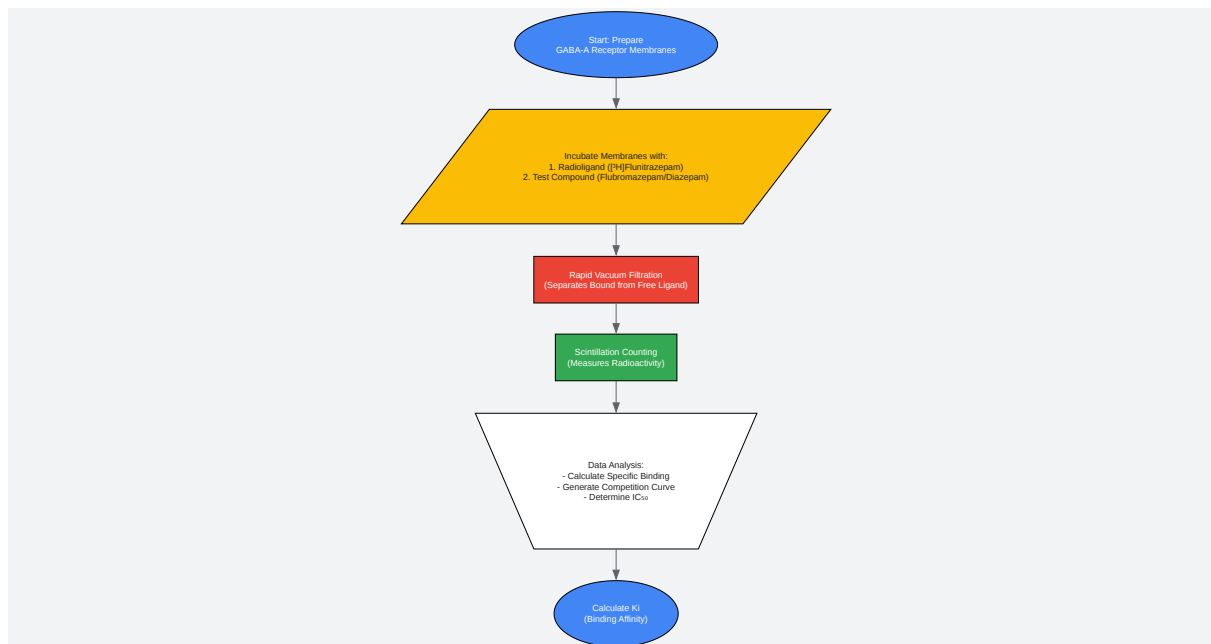 Start: Prepare
GABA-A Receptor Membranes
Incubate Membranes with:
1. Radioligand ([³H]Flunitrazepam)
2. Test Compound (Flubromazepam/Diazepam)
Rapid Vacuum Filtration
(Separates Bound from Free Ligand)
Scintillation Counting
(Measures Radioactivity)
Data Analysis:
- Calculate Specific Binding
- Generate Competition Curve
- Determine IC₅₀
Calculate Ki
(Binding Affinity)